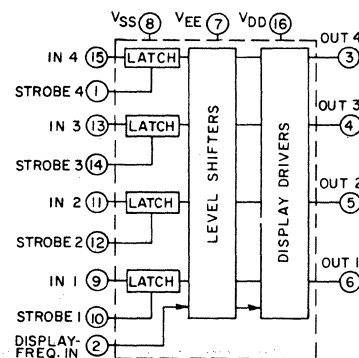 VSS 8 VEE 7 VDD 16
OUT 4
IN 4 15 LATCH 3
STROBE 4 1
OUT 3
IN 3 13 LATCH 4
STROBE 3 14
LEVEL SHIFTERS
DISPLAY DRIVERS
OUT 2
IN 2 11 LATCH 5
STROBE 2 12
OUT 1
IN 1 9 LATCH 6
STROBE 1 10
DISPLAY-
FREQ. IN 2